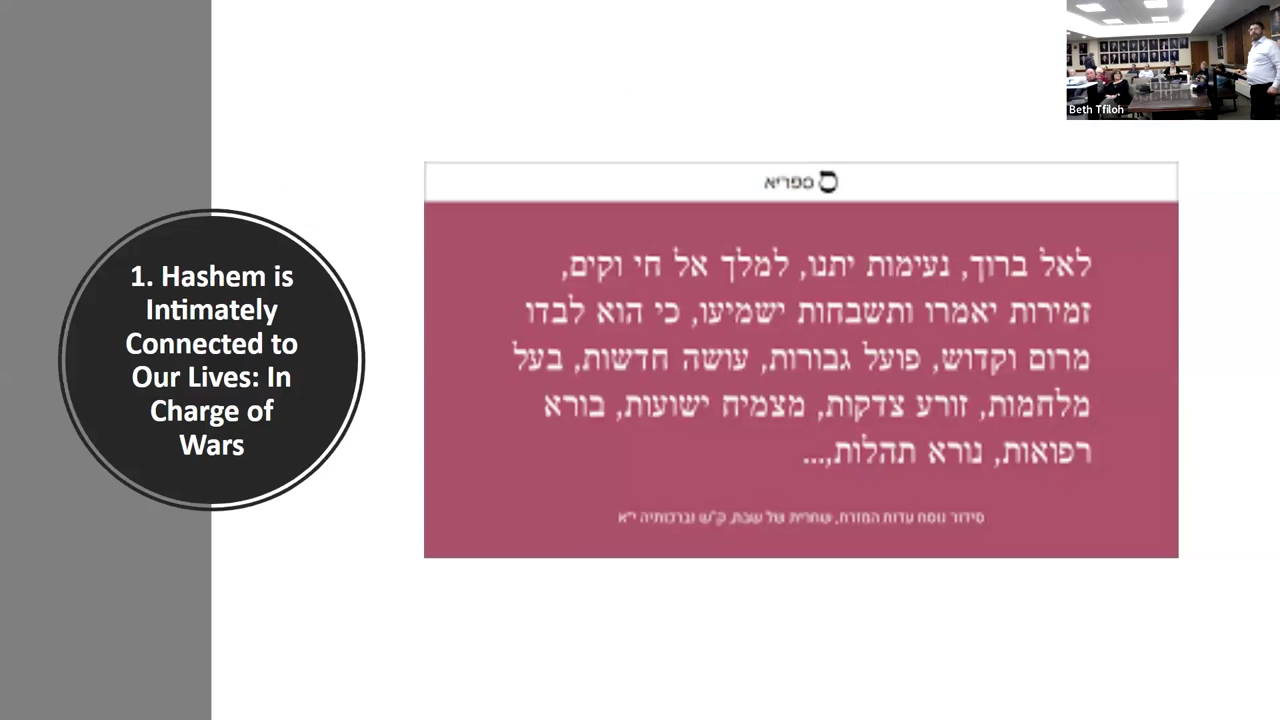 1. Hashem is
Intimately
Connected to
Our Lives: In
Charge of
Wars
ספריא
לאל ברוך, נעימות יתנו, למלך אל חי וקים,
זמירות יאמרו ותשבחות ישמיעו, כי הוא לבדו
מרום וקדוש, פועל גבורות, עושה חדשות, בעל
מלחמות, זורע צדקות, מצמיח ישועות, בורא
רפואות, נורא תהלות,...
סידור נוסח עדות המזרח, שחרית של שבת, ק"ש וברכותיה י"א
Beth Tfiloh